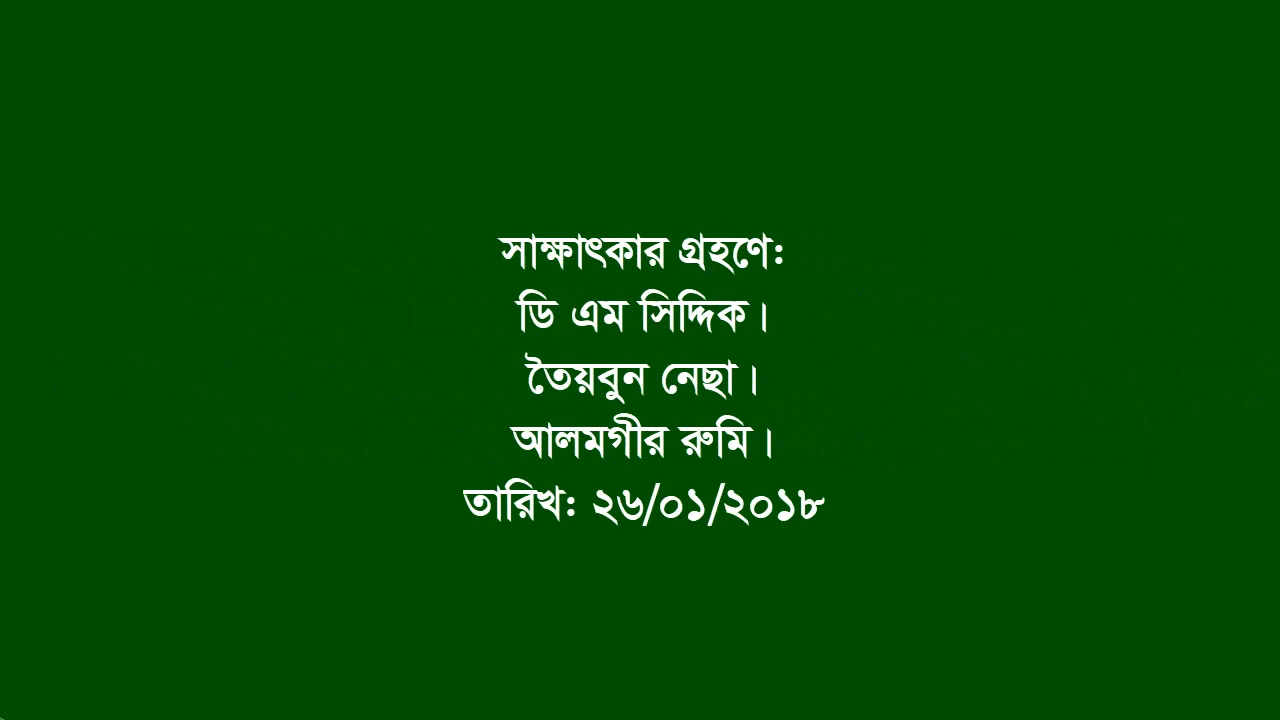 সাক্ষাৎকার গ্রহণে:
ডি এম সিদ্দিক।
তৈয়বুন নেছা।
আলমগীর রুমি।
তারিখ: ২৬/০১/২০১৮